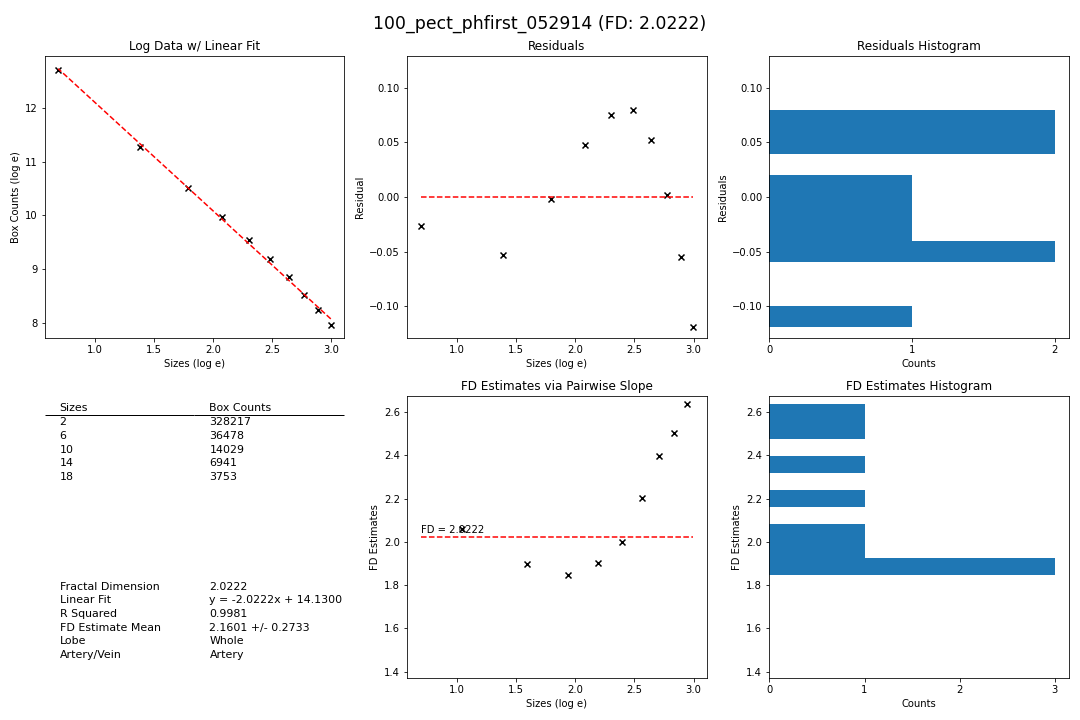 100_pect_phfirst_052914 (FD: 2.0222)
Log Data w/ Linear Fit
Box Counts (log e)
12
11
10
9
8
1.0 1.5 2.0 2.5 3.0
Sizes (log e)
Residuals
Residual
0.10
0.05
0.00
−0.05
−0.10
1.0 1.5 2.0 2.5 3.0
Sizes (log e)
Residuals Histogram
Residuals
0.10
0.05
0.00
−0.05
−0.10
0 1 2
Counts
Sizes Box Counts
2 328217
6 36478
10 14029
14 6941
18 3753
Fractal Dimension 2.0222
Linear Fit y = -2.0222x + 14.1300
R Squared 0.9981
FD Estimate Mean 2.1601 +/- 0.2733
Lobe Whole
Artery/Vein Artery
FD Estimates via Pairwise Slope
FD Estimates
2.6
2.4
2.2
2.0
1.8
1.6
1.4
FD = 2.0222
1.0 1.5 2.0 2.5 3.0
Sizes (log e)
FD Estimates Histogram
FD Estimates
2.6
2.4
2.2
2.0
1.8
1.6
1.4
0 1 2 3
Counts